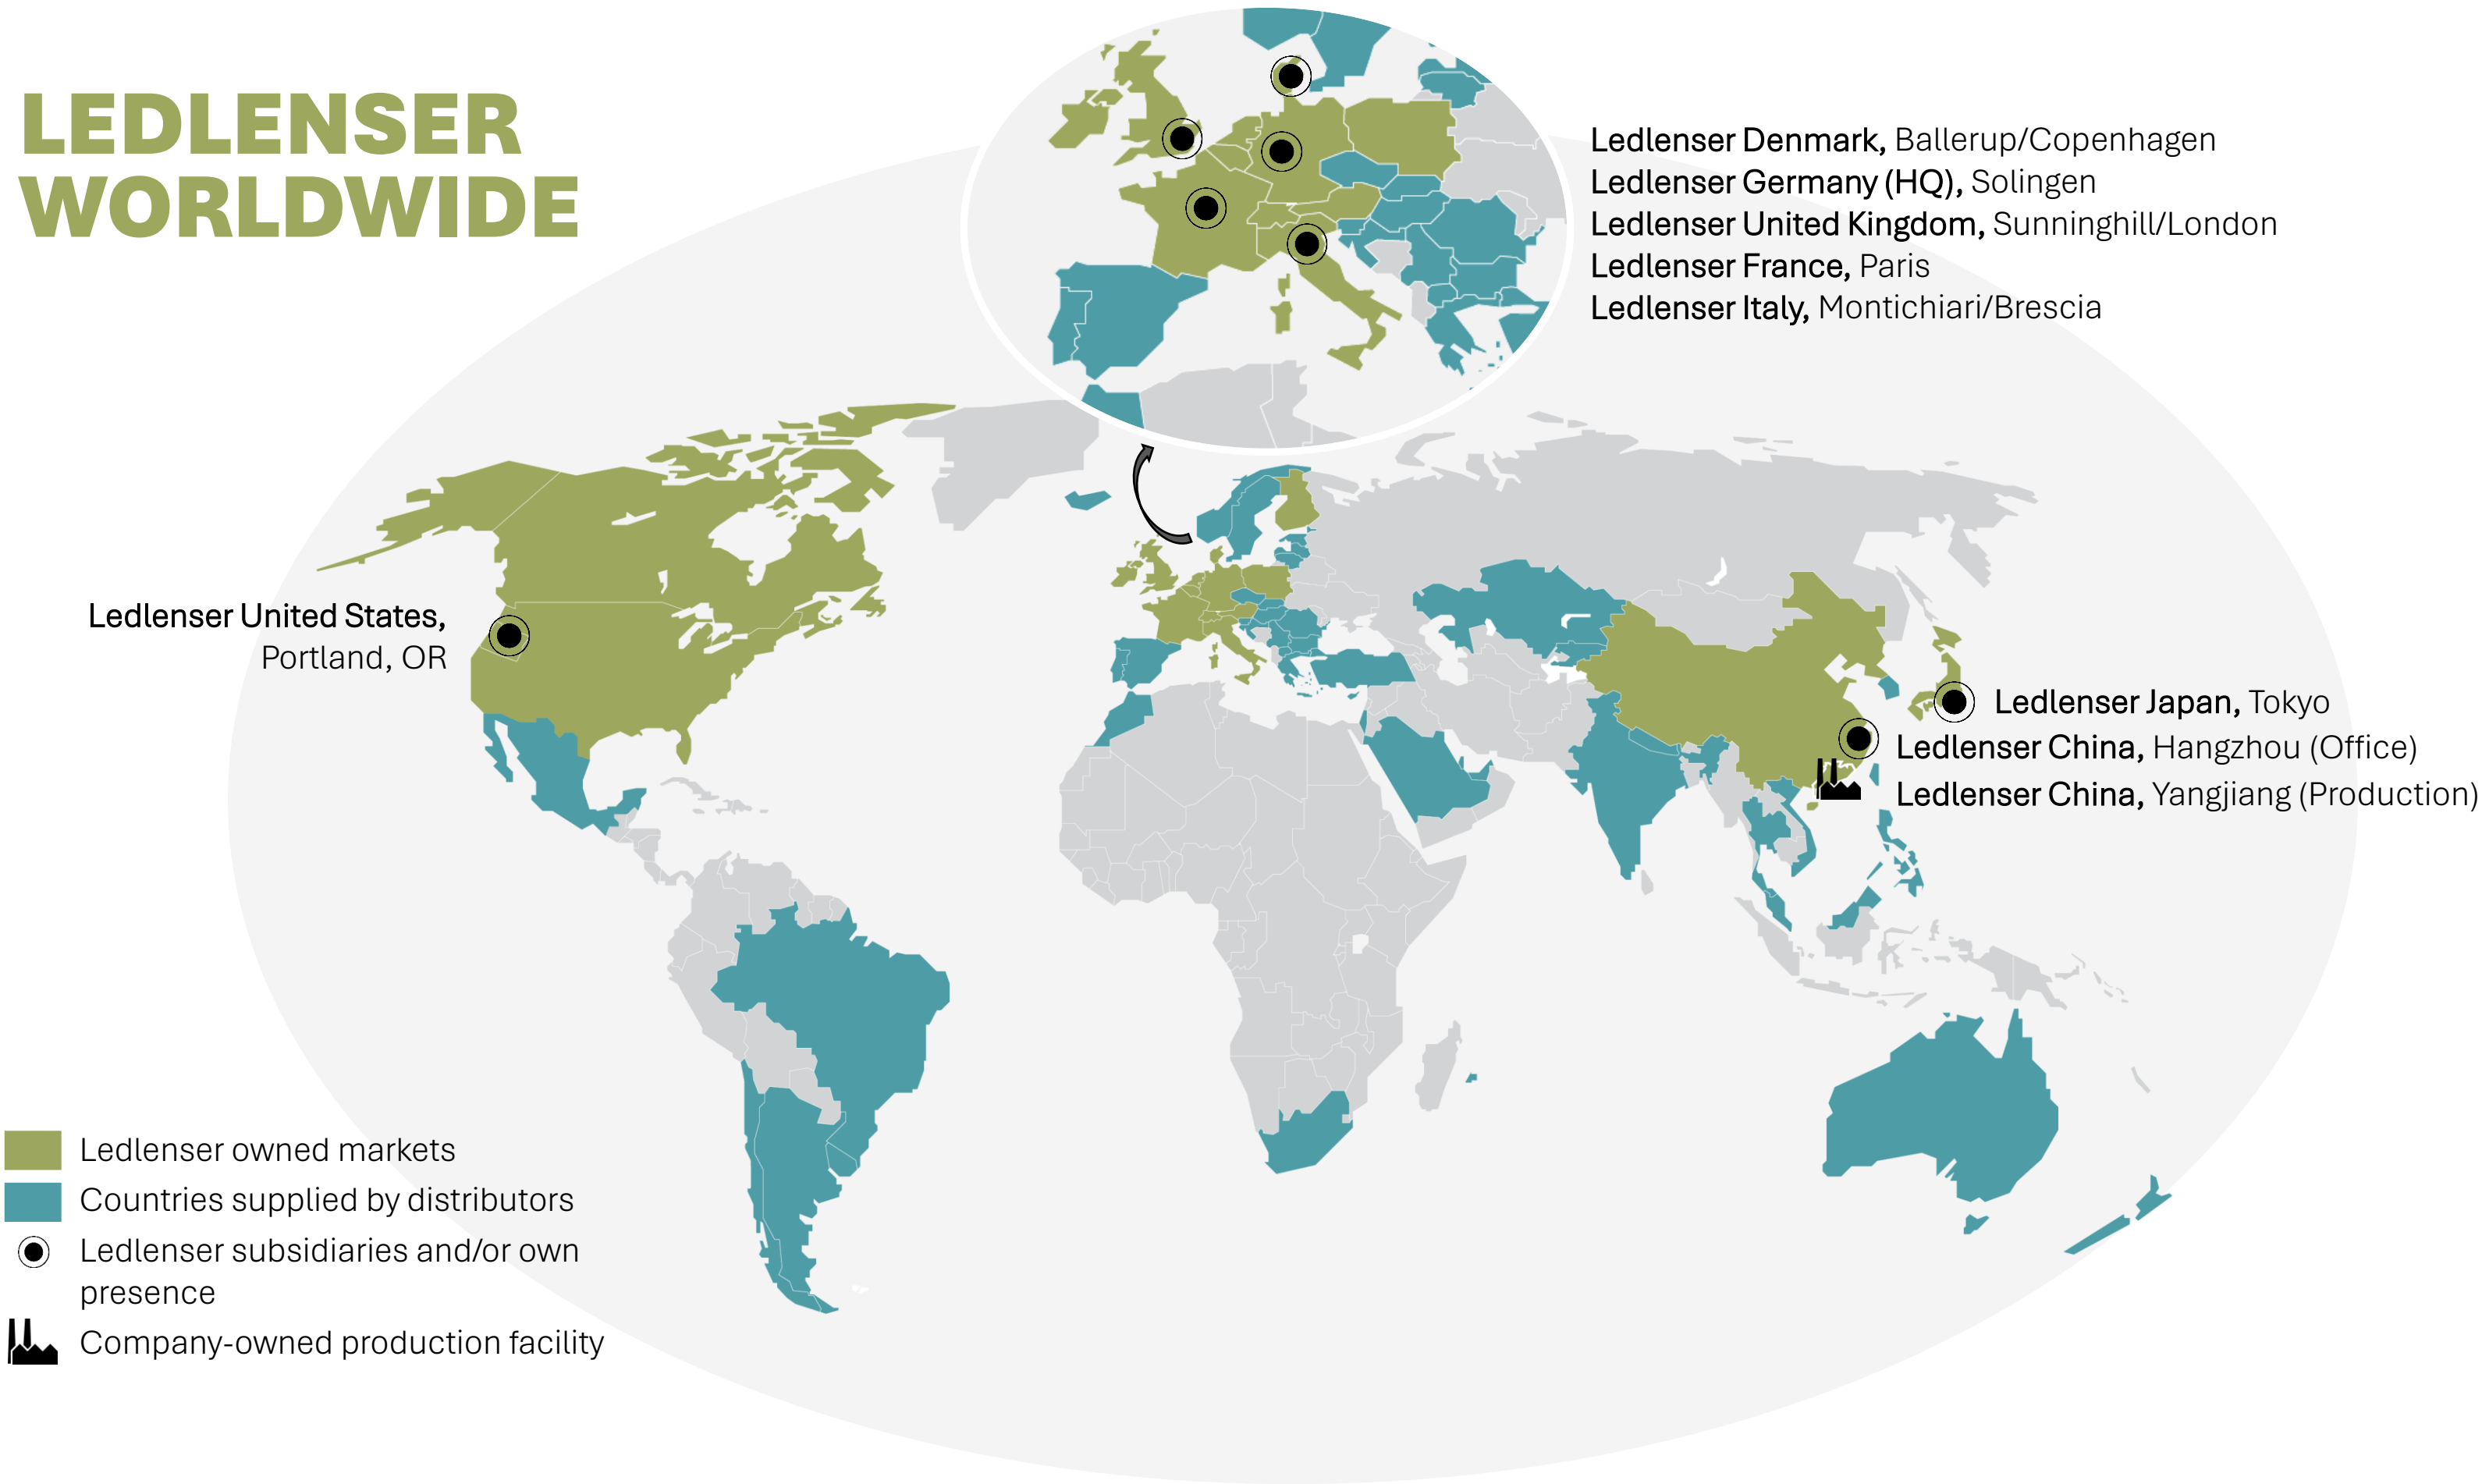 LEDLENSER
WORLDWIDE
Ledlenser Denmark, Ballerup/Copenhagen
Ledlenser Germany (HQ), Solingen
Ledlenser United Kingdom, Sunninghill/London
Ledlenser France, Paris
Ledlenser Italy, Montichiari/Brescia
Ledlenser United States,
Portland, OR
Ledlenser Japan, Tokyo
Ledlenser China, Hangzhou (Office)
Ledlenser China, Yangjiang (Production)
Ledlenser owned markets
Countries supplied by distributors
Ledlenser subsidiaries and/or own
presence
Company-owned production facility